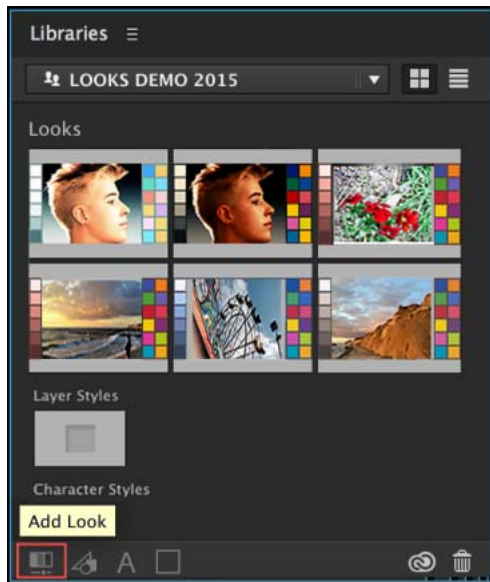 Libraries
LOOKS DEMO 2015
Looks
Layer Styles
Character Styles
Add Look
A